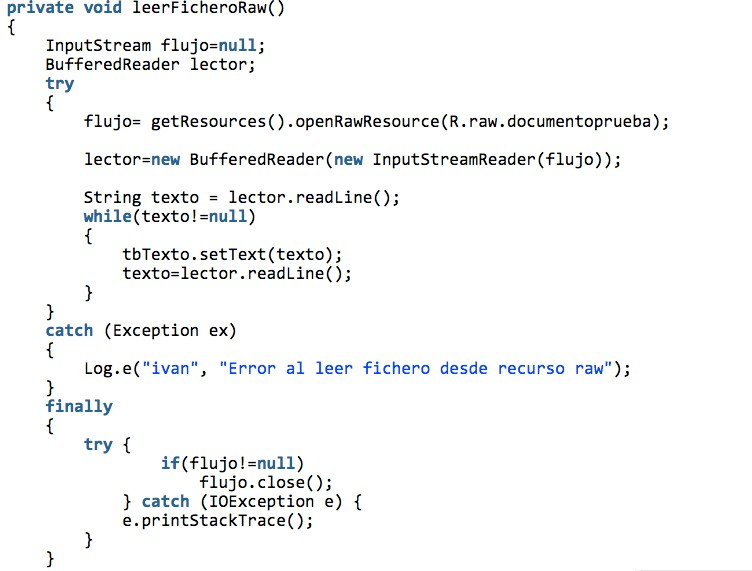 private void leerFicheroRaw()
{
InputStream flujo=null;
BufferedReader lector;
try
{
flujo= getResources().openRawResource(R.raw.documentoprueba);
lector=new BufferedReader(new InputStreamReader(flujo));
String texto = lector.readLine();
while(texto!=null)
{
tbTexto.setText(texto);
texto=lector.readLine();
}
}
catch (Exception ex)
{
Log.e("ivan", "Error al leer fichero desde recurso raw");
}
finally
{
try {
if(flujo!=null)
flujo.close();
} catch (IOException e) {
e.printStackTrace();
}
}